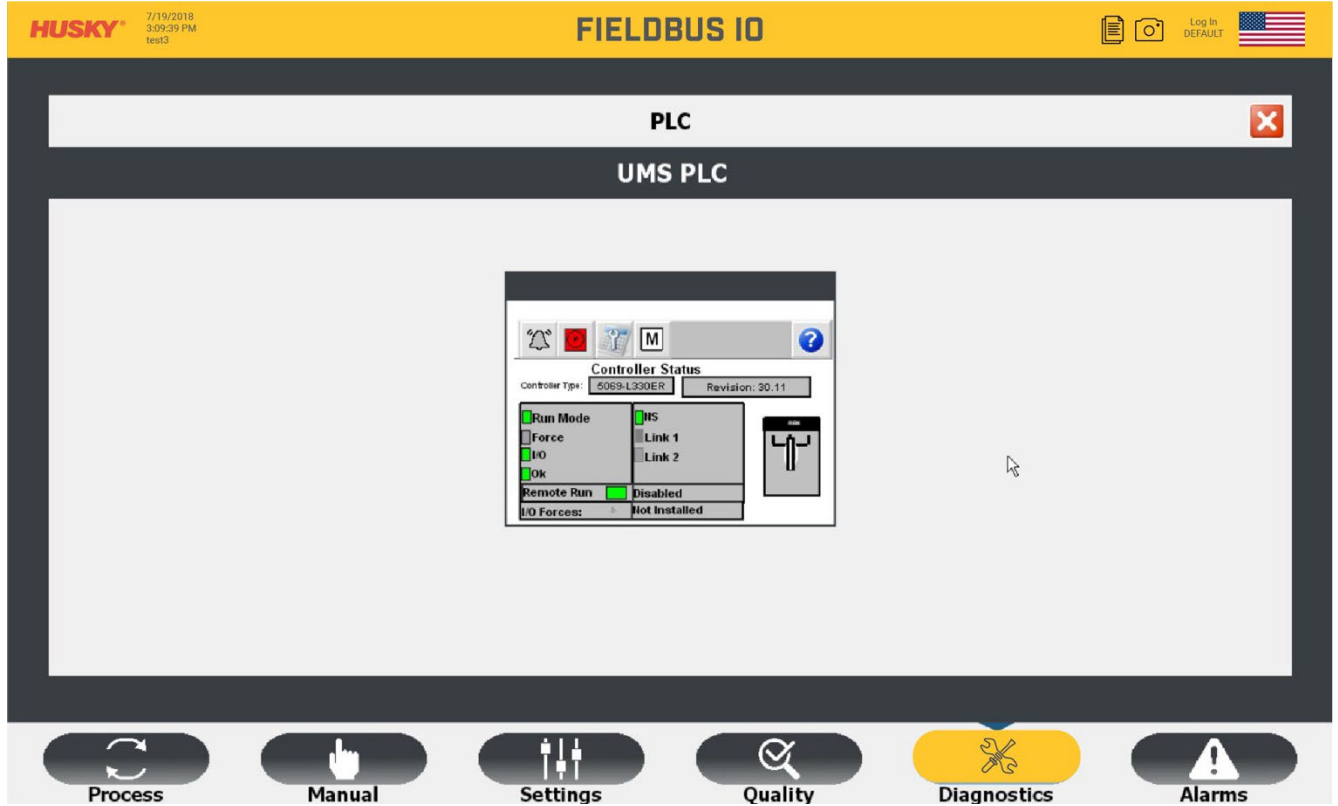 HUSKY
7/19/2018
3:09:39 PM
test3
FIELDBUS IO
Log In
DEFAULT
PLC
UMS PLC
M
?
Controller Status
Controller Type: 5069-L330ER Revision: 30.11
Run Mode
Force
I/O
Ok
NS
Link 1
Link 2
Remote Run Disabled
I/O Forces: Not Installed
Process Manual Settings Quality Diagnostics Alarms